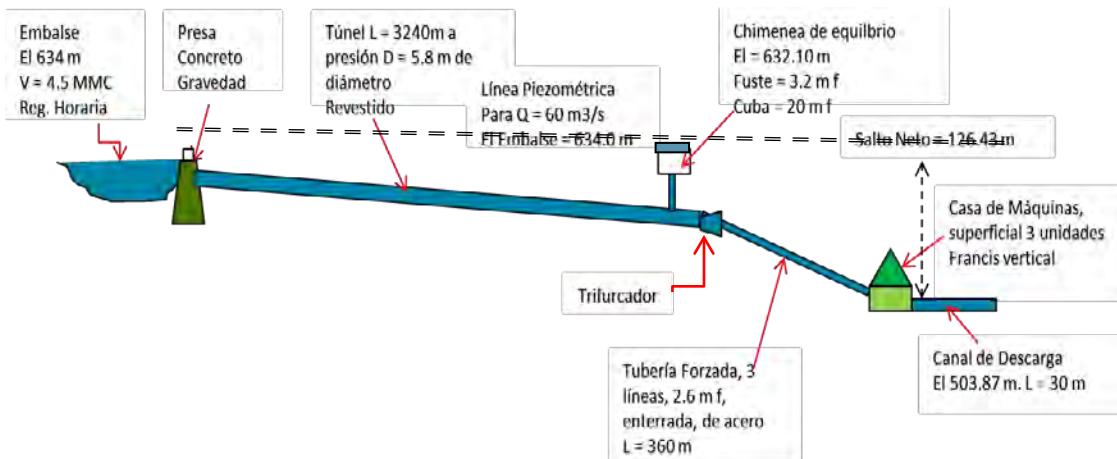 Embalse
El 634 m
V = 4.5 MMC
Reg. Horaria
Presa
Concreto
Gravedad
Túnel L = 3240m a
presión D = 5.8 m de
diámetro
Revestido
Línea Piezométrica
Para Q = 60 m3/s
El Embalse = 634.0 m
Chimenea de equilbrio
El = 632.10 m
Fuste = 3.2 m f
Cuba = 20 m f
Salto Neto = 126.43 m
Casa de Máquinas,
superficial 3 unidades
Francis vertical
Trifurcador
Tubería Forzada, 3
líneas, 2.6 m f,
enterrada, de acero
L = 360 m
Canal de Descarga
El 503.87 m. L = 30 m